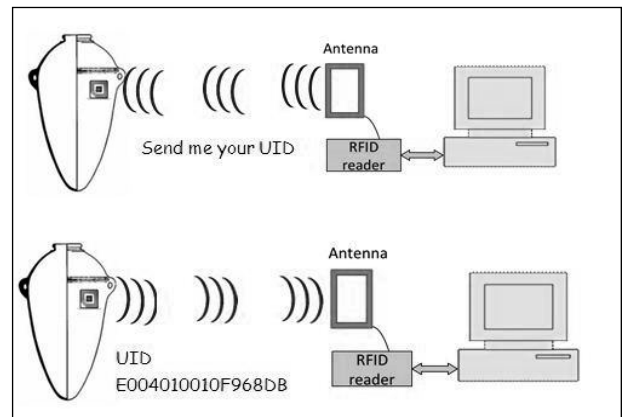 Antenna
Send me your UID
RFID
reader
Antenna
UID
E004010010F968DB
RFID
reader